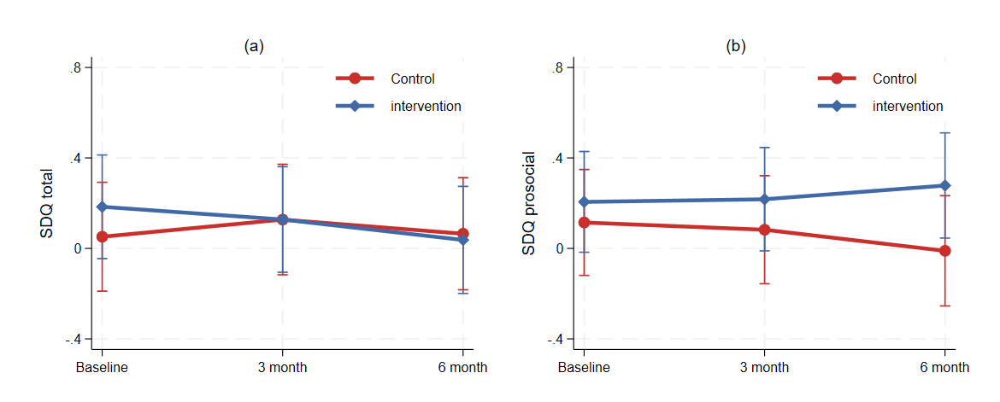 (a)
SDQ total
.8
.4
0
-.4
Control
intervention
Baseline
3 month
6 month
(b)
SDQ prosocial
.8
.4
0
-.4
Control
intervention
Baseline
3 month
6 month